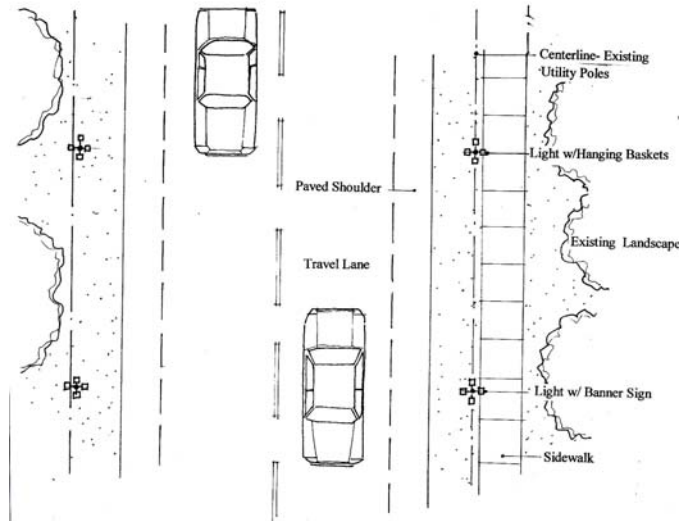 Centerline- Existing
Utility Poles
Light w/Hanging Baskets
Paved Shoulder
Existing Landscape
Travel Lane
Light w/ Banner Sign
Sidewalk